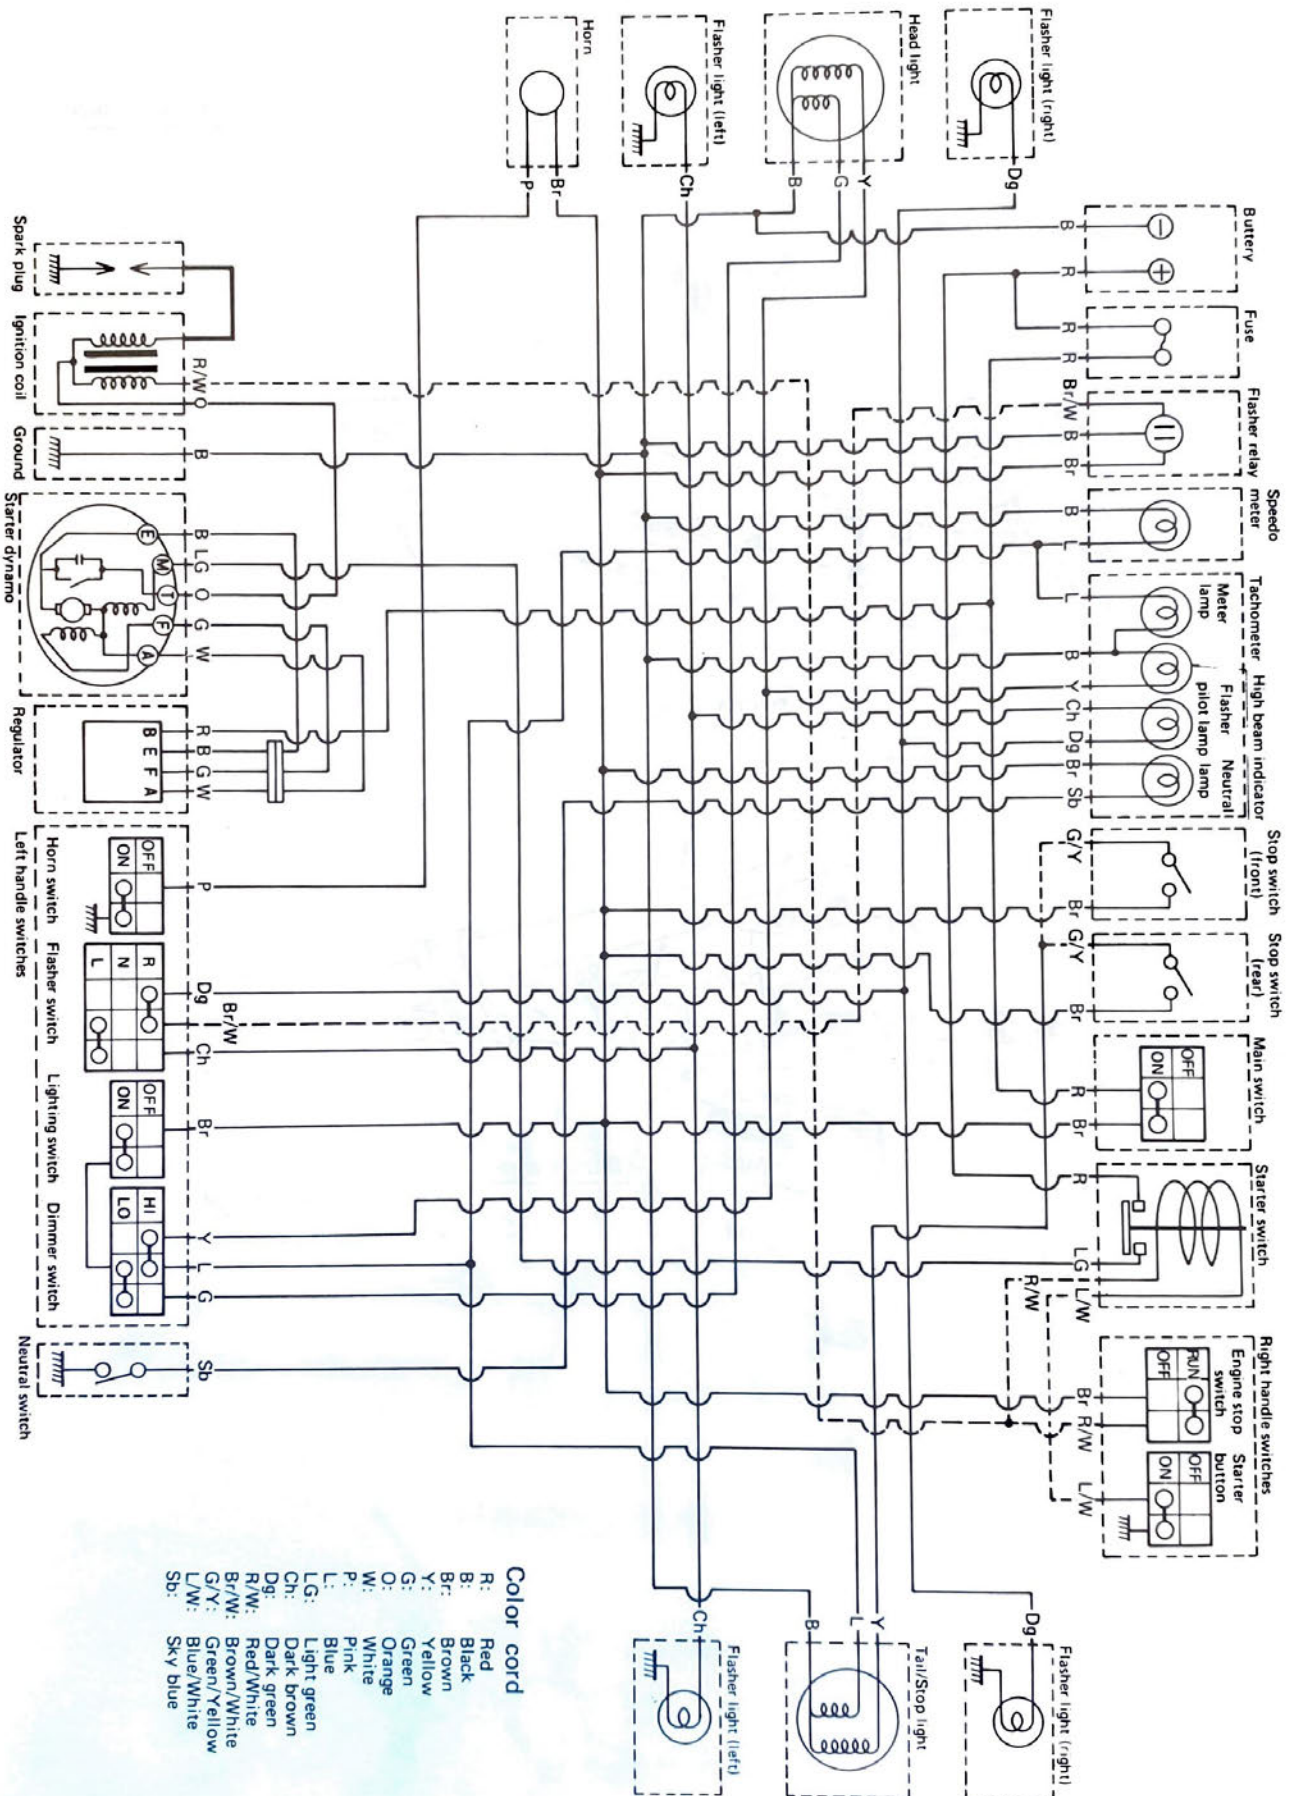 Horn
Flasher light (left)
Head light
Flasher light (right)
P
Br
Ch
B
G
Y
Dg
Buttery
B
R
Fuse
R
R
Flasher relay
Br/W
B
Br
Speedo
meter
B
L
Tachometer
Meter
lamp
High beam indicator
Flasher
pilot lamp
Neutral
lamp
L
B
Y
Ch
Dg
Br
Sb
Stop switch
(front)
G/Y
Br
Stop switch
(rear)
G/Y
Br
Main switch
OFF
ON
R
Br
Starter switch
R
LG
R/W
L/W
Right handle switches
Engine stop
switch
RUN
OFF
Br
R/W
Starter
button
OFF
ON
L/W
Spark plug
Ignition coil
R/W
O
Ground
B
Starter dynamo
E
M
T
F
A
B
LG
O
G
W
Regulator
B
E
F
A
R
B
G
W
Left handle switches
Horn switch
OFF
ON
P
Flasher switch
R
N
L
Dg
Br/W
Ch
Lighting switch
OFF
ON
Br
Dimmer switch
HI
LO
Y
L
G
Neutral switch
Sb
Ch
Flasher light (left)
B
L
Y
Tail/Stop light
Dg
Flasher light (right)
Color cord
R: Red
B: Black
Br: Brown
Y: Yellow
G: Green
O: Orange
W: White
P: Pink
L: Blue
LG: Light green
Ch: Dark brown
Dg: Dark green
R/W: Red/White
Br/W: Brown/White
G/Y: Green/Yellow
L/W: Blue/White
Sb: Sky blue